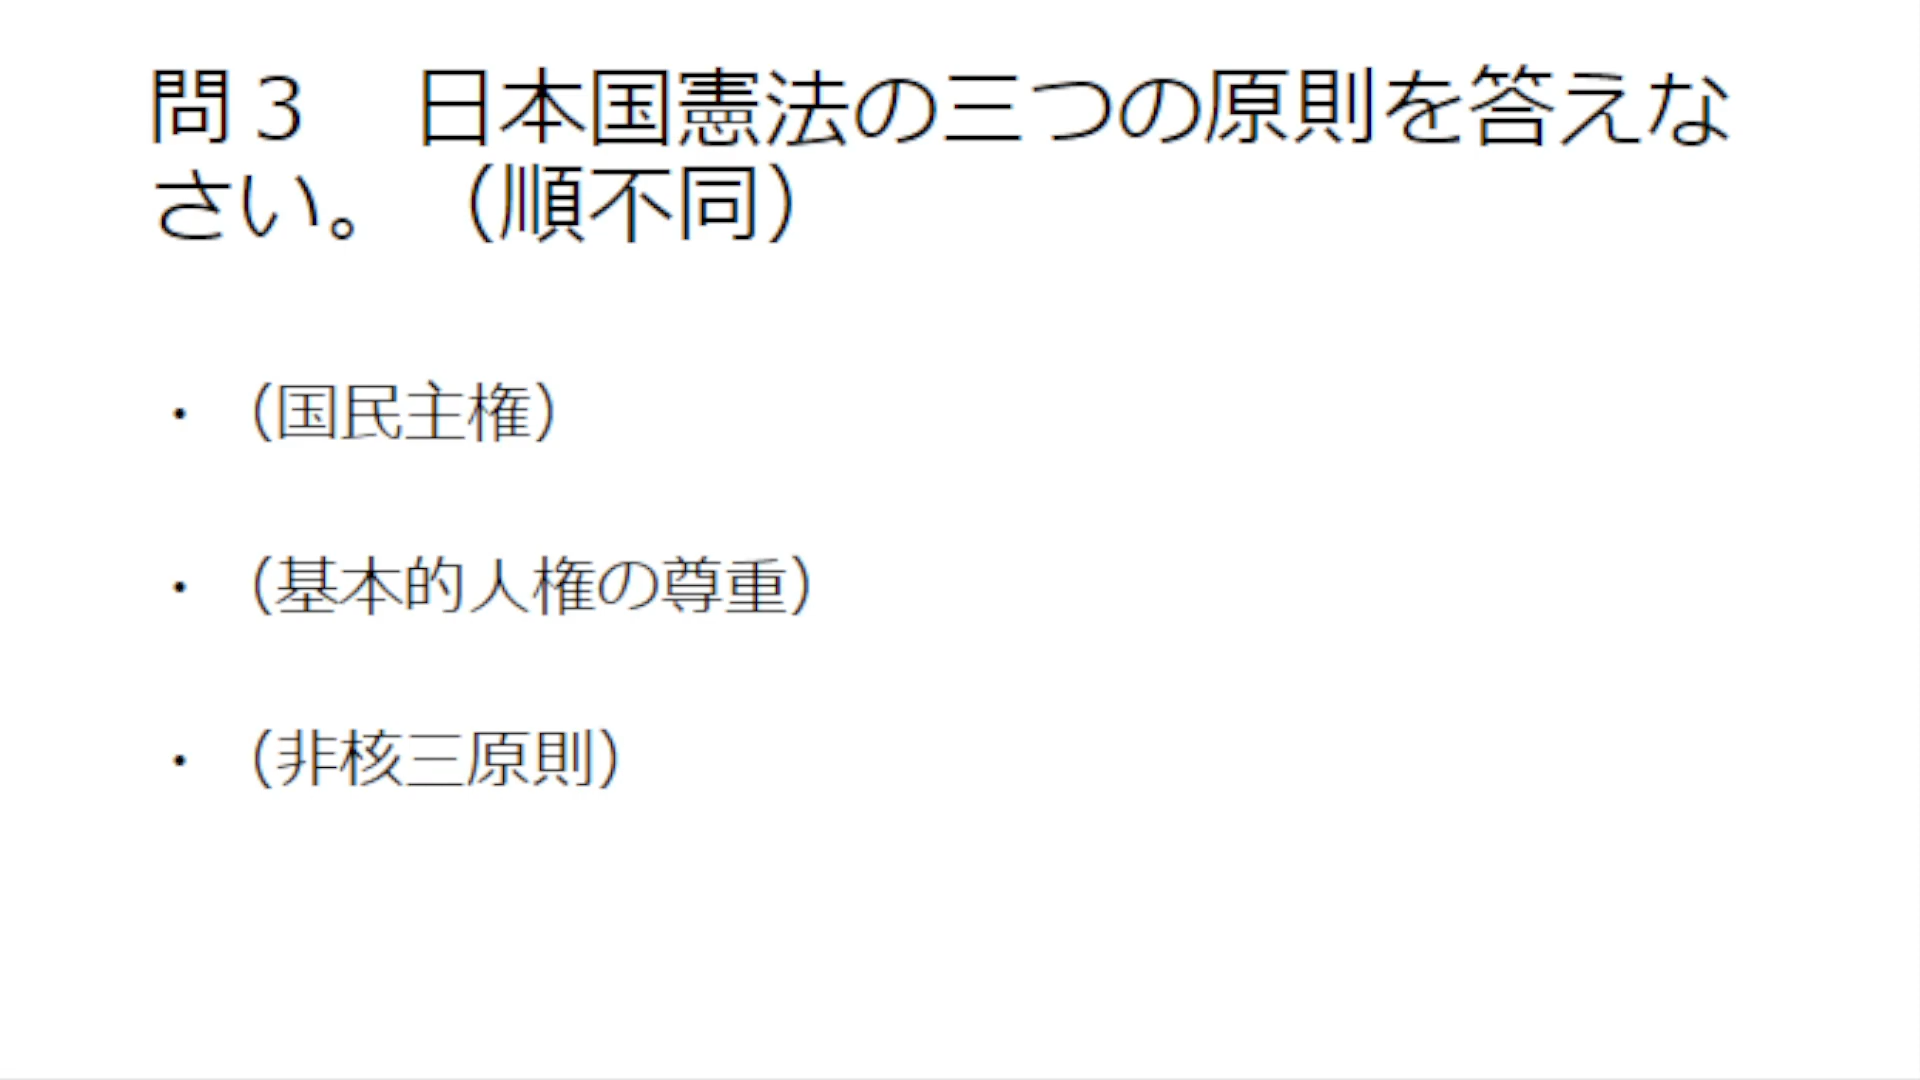 問３　日本国憲法の三つの原則を答えな
さい。（順不同）
・（国民主権）
・（基本的人権の尊重）
・（非核三原則）